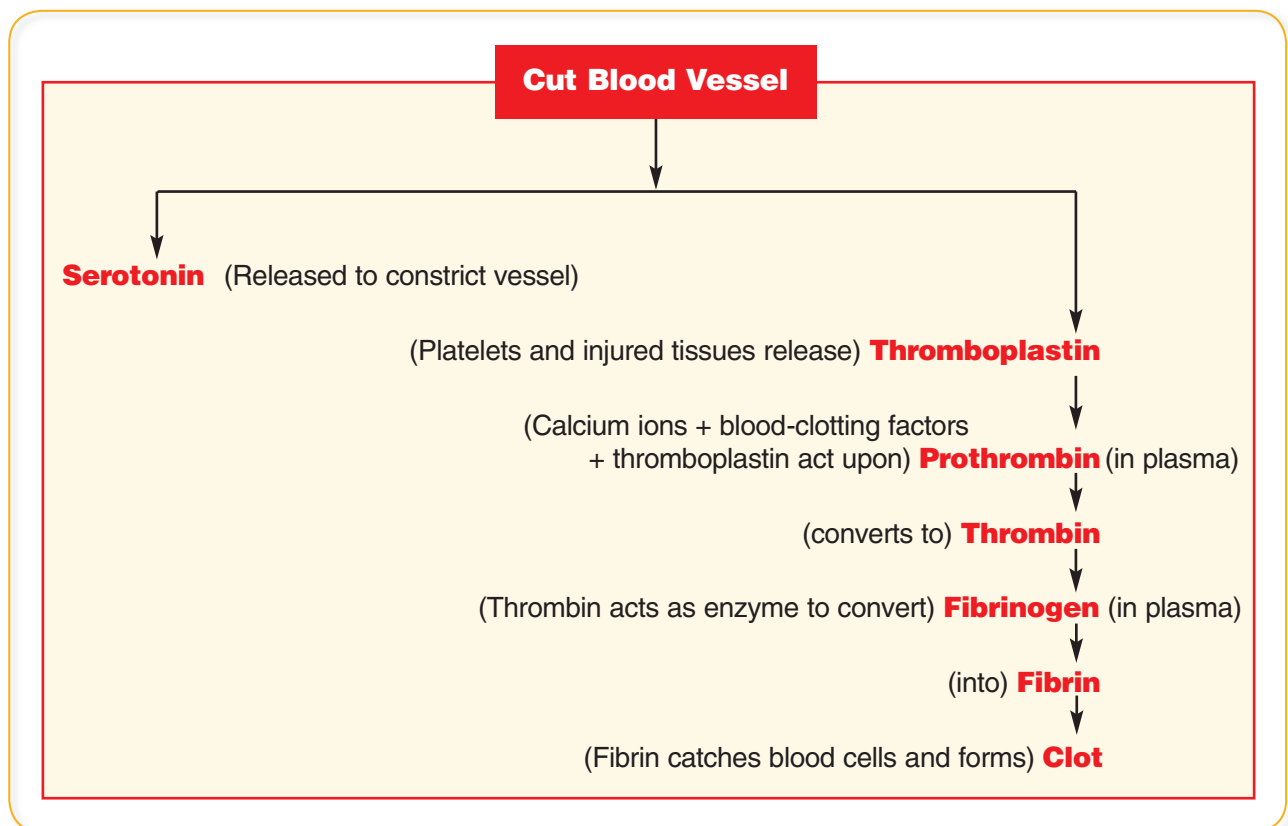 Cut Blood Vessel
Serotonin (Released to constrict vessel)
(Platelets and injured tissues release) Thromboplastin
(Calcium ions + blood-clotting factors
+ thromboplastin act upon) Prothrombin (in plasma)
(converts to) Thrombin
(Thrombin acts as enzyme to convert) Fibrinogen (in plasma)
(into) Fibrin
(Fibrin catches blood cells and forms) Clot